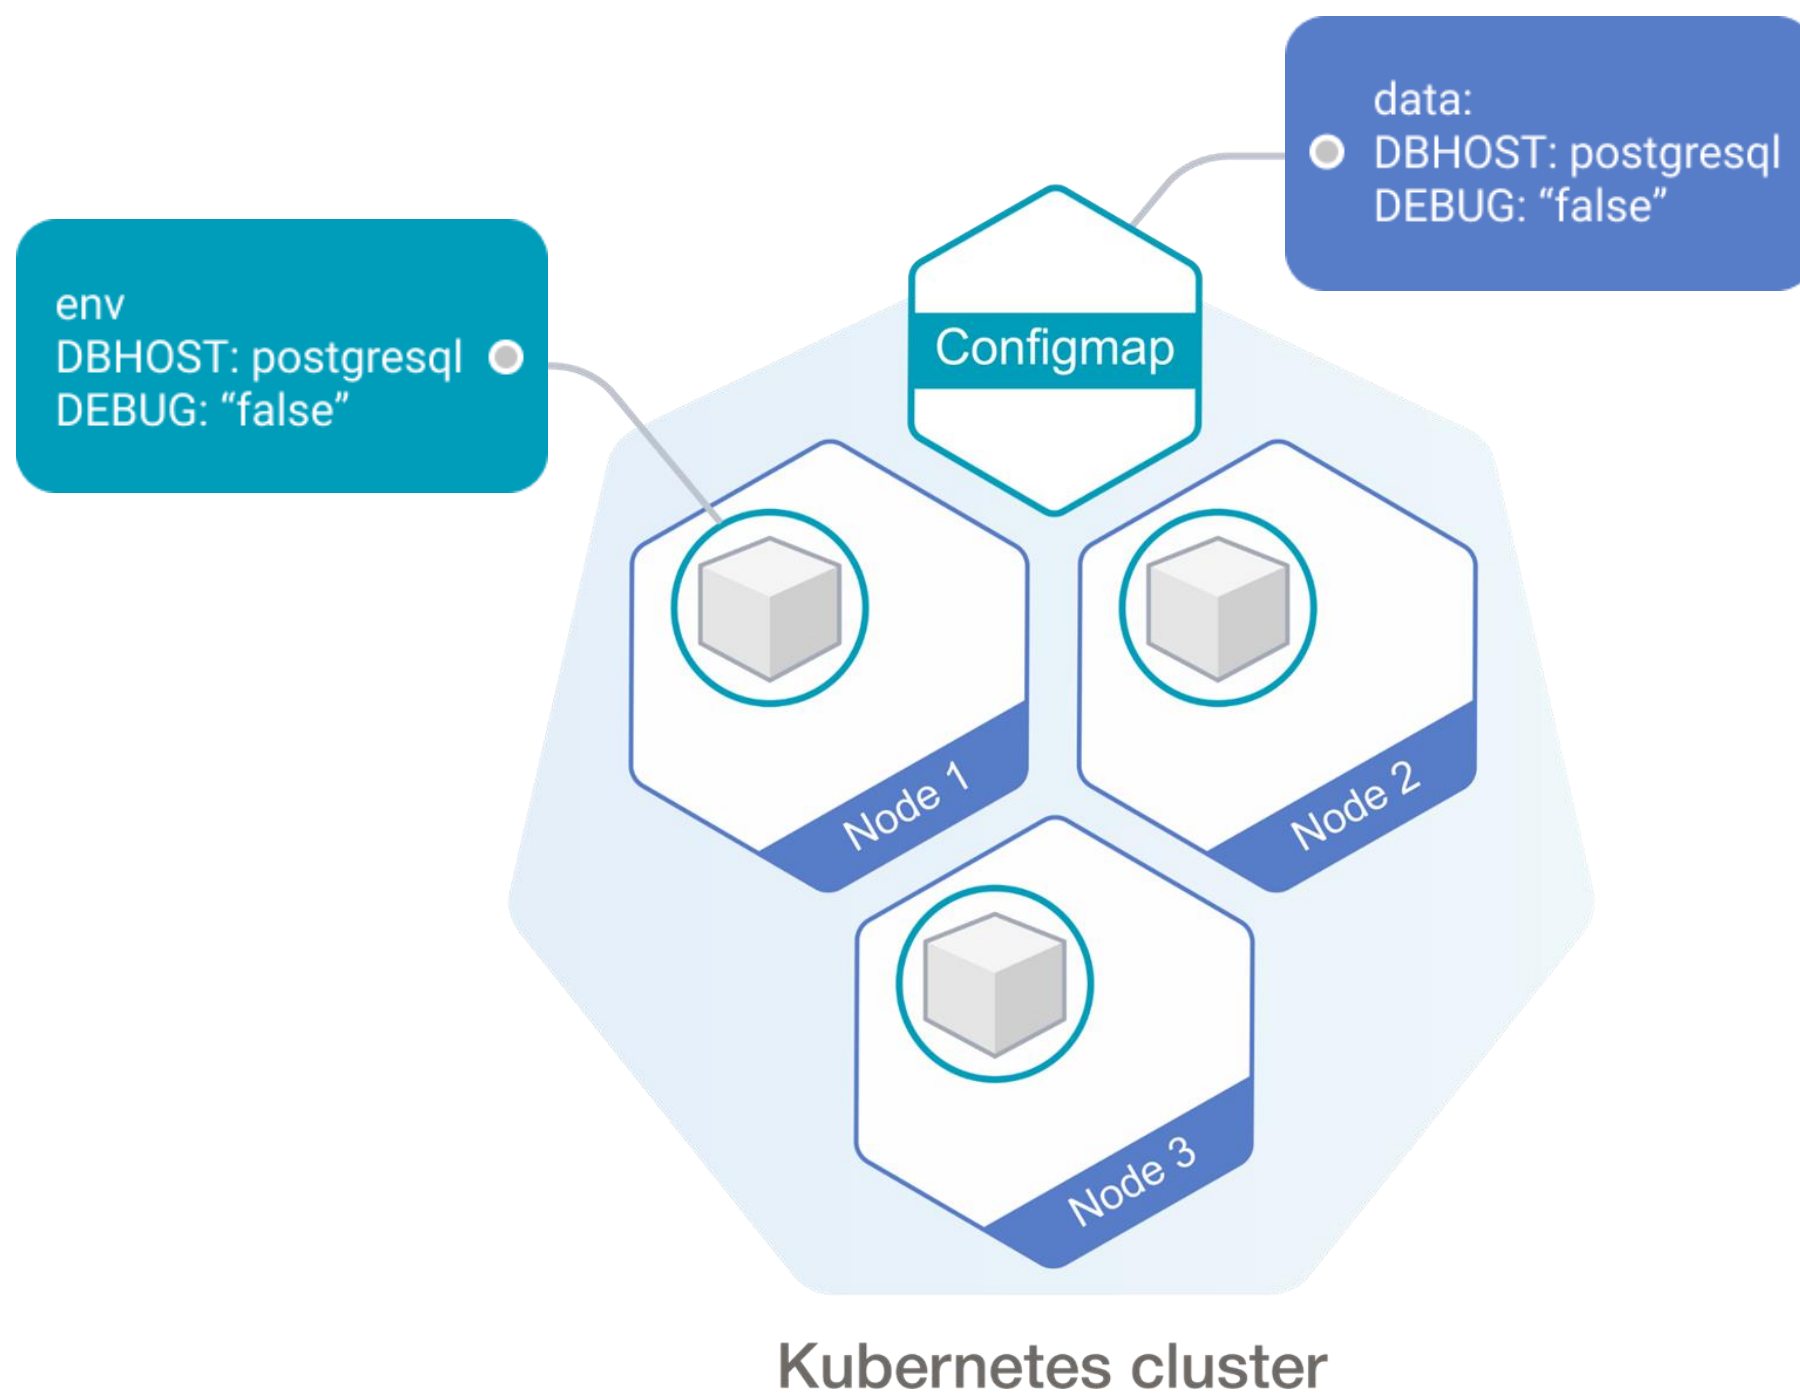 data:
DBHOST: postgresql
DEBUG: “false”
env
DBHOST: postgresql
DEBUG: “false”
Configmap
Node 1
Node 2
Node 3
Kubernetes cluster